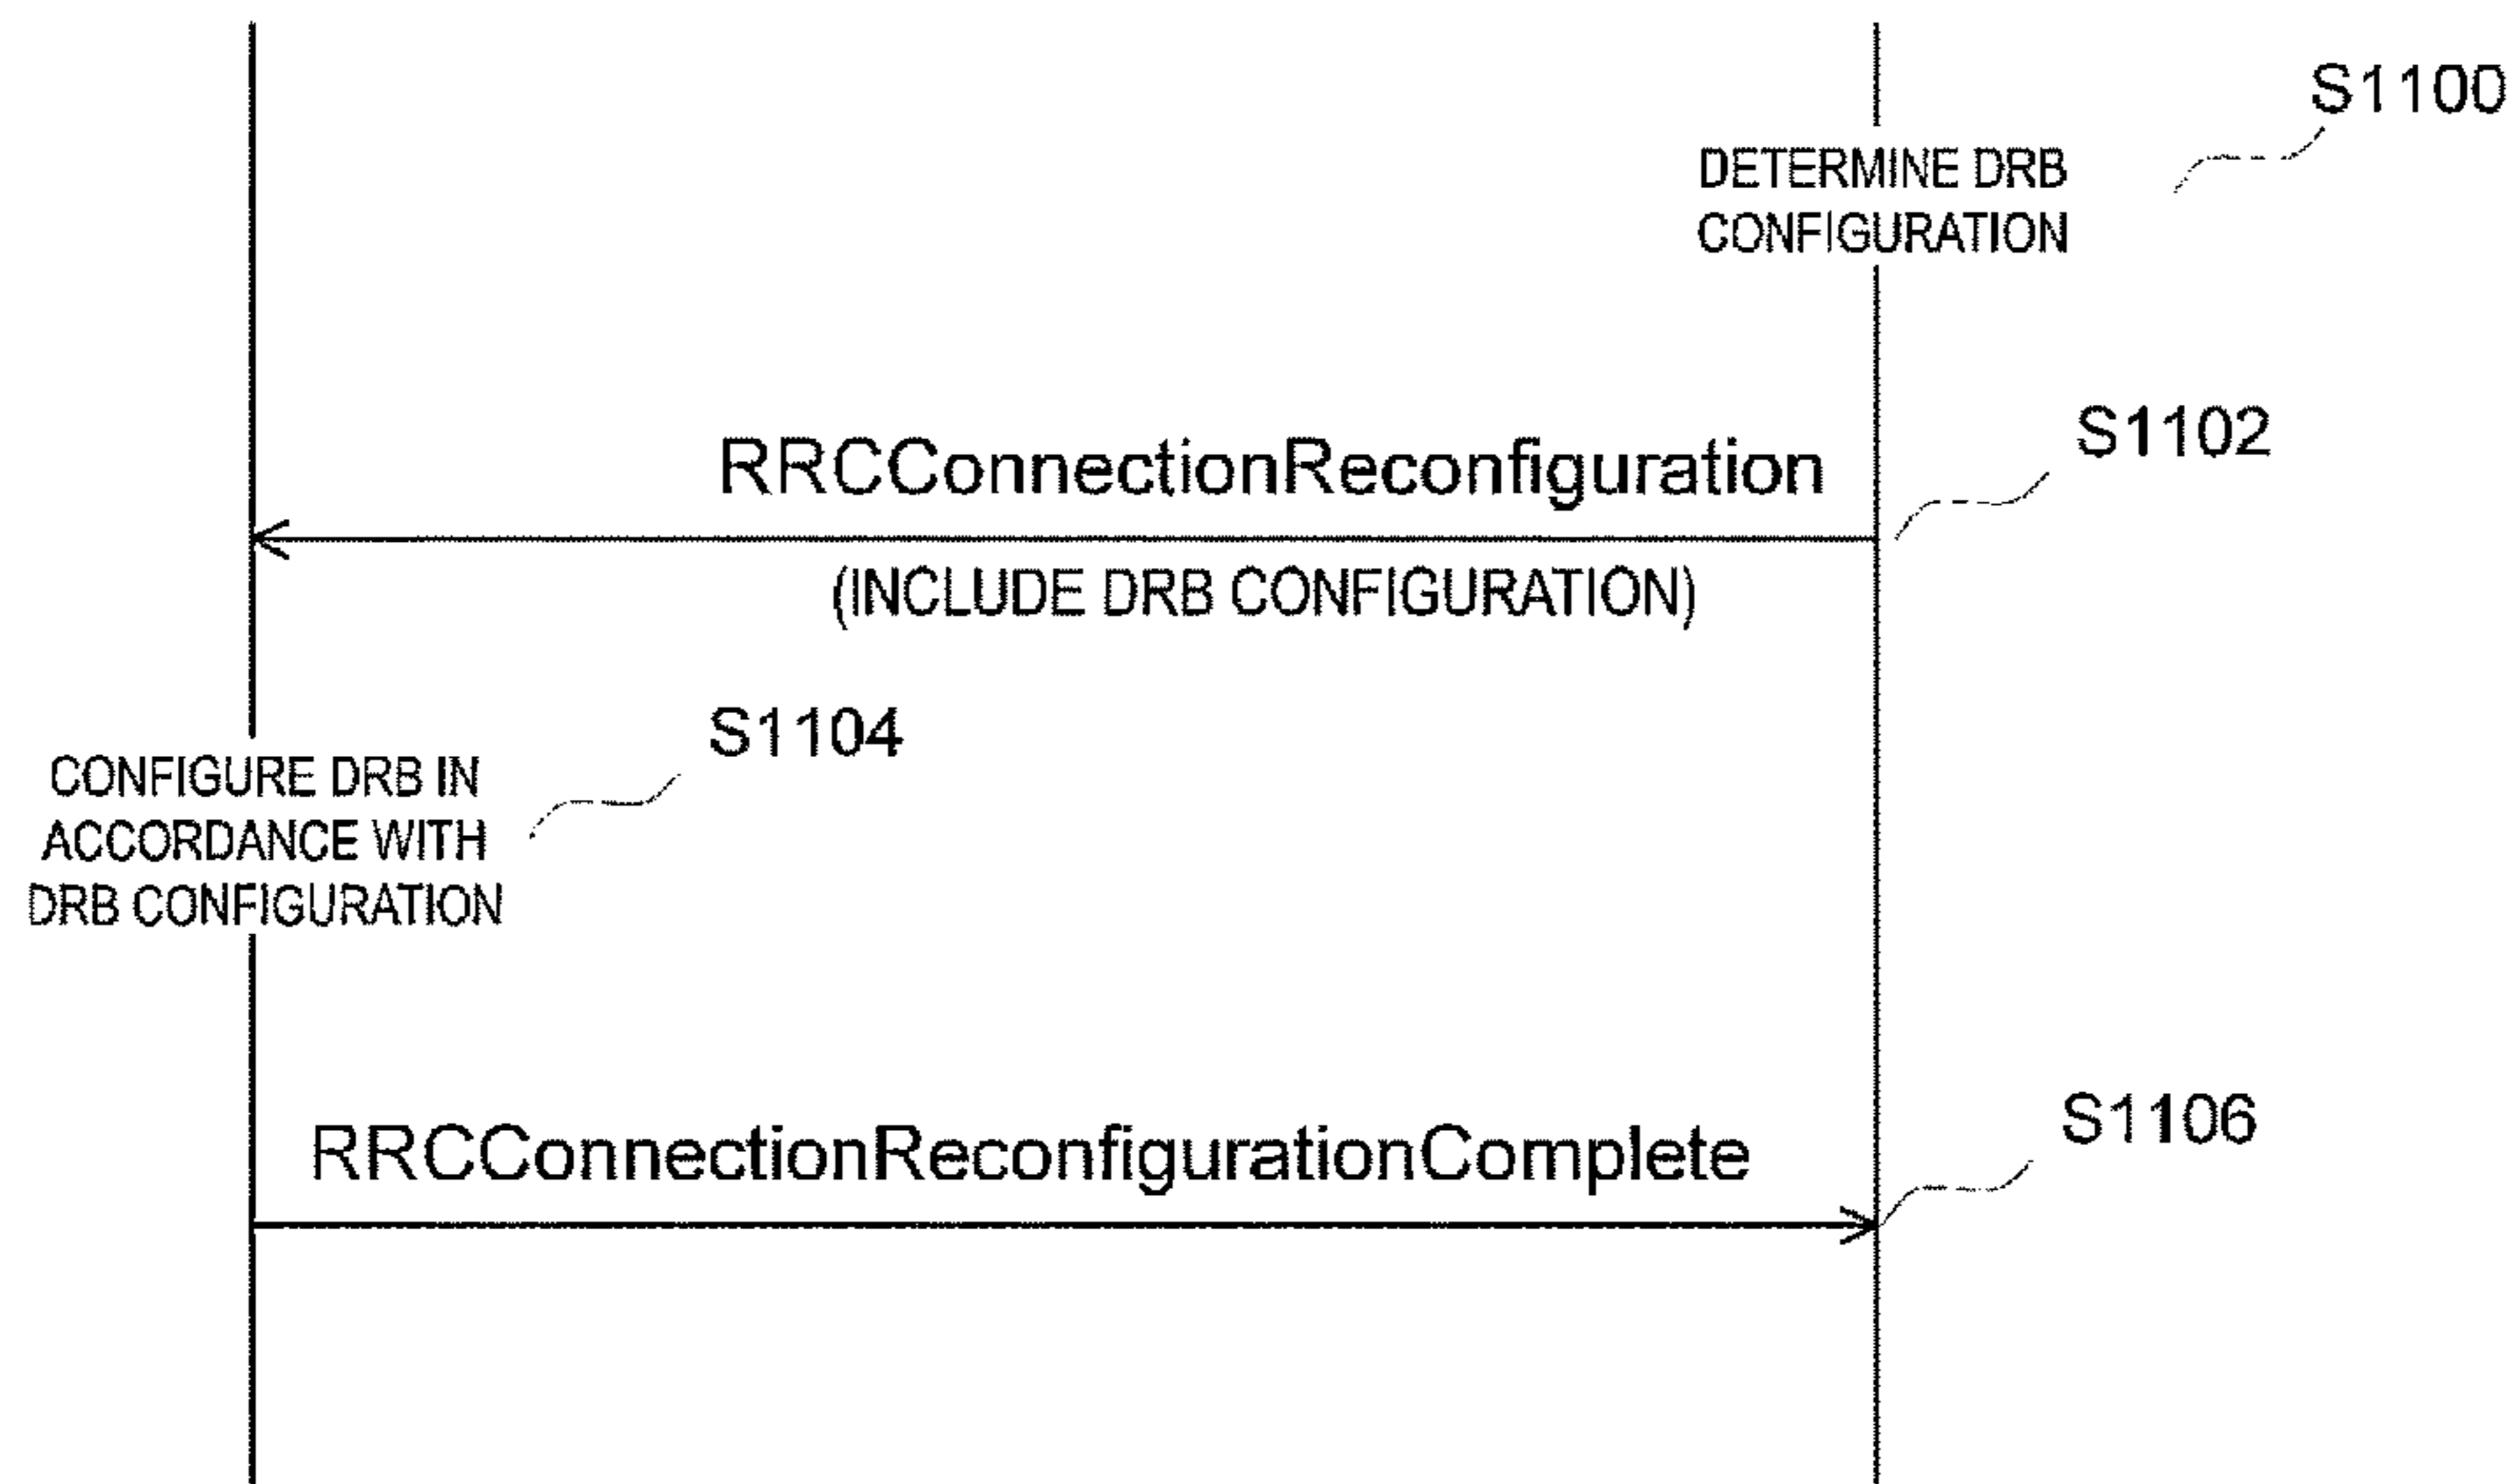 S1100
DETERMINE DRB
CONFIGURATION
S1102
RRCConnectionReconfiguration
(INCLUDE DRB CONFIGURATION)
S1104
CONFIGURE DRB IN
ACCORDANCE WITH
DRB CONFIGURATION
S1106
RRCConnectionReconfigurationComplete